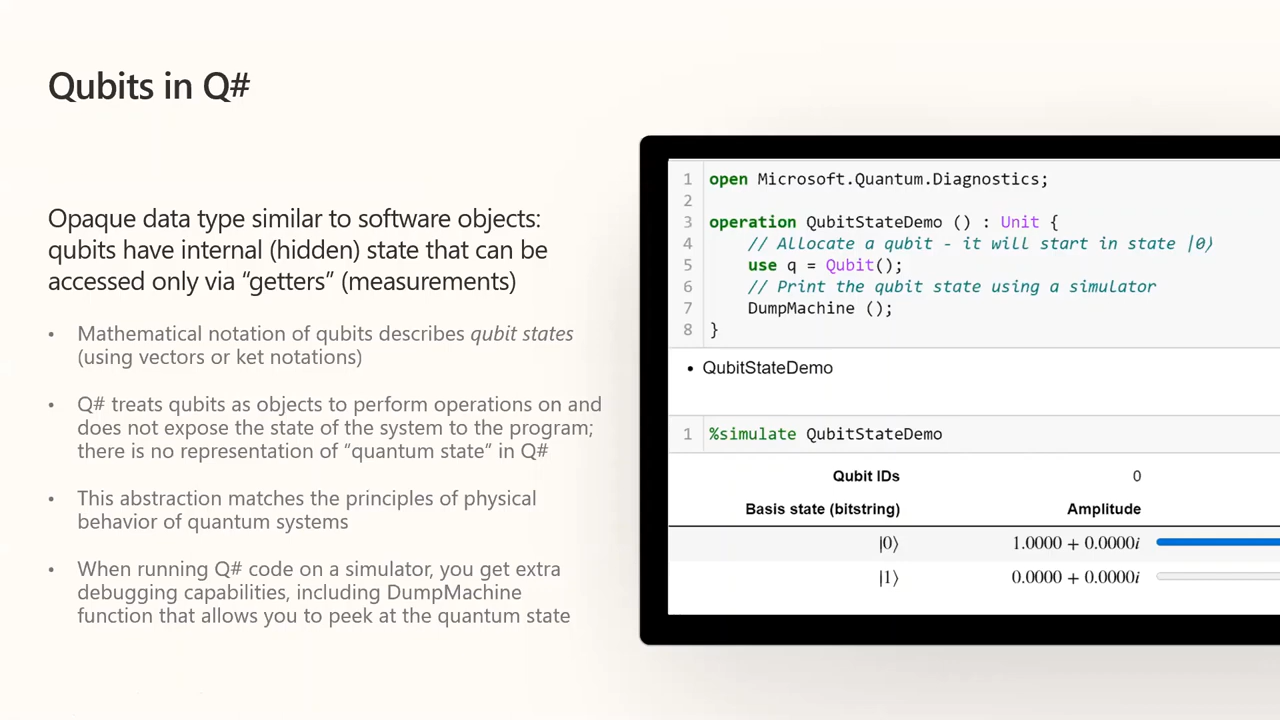 Qubits in Q#
Opaque data type similar to software objects:
qubits have internal (hidden) state that can be
accessed only via “getters” (measurements)
• Mathematical notation of qubits describes qubit states
(using vectors or ket notations)
• Q# treats qubits as objects to perform operations on and
does not expose the state of the system to the program;
there is no representation of “quantum state” in Q#
• This abstraction matches the principles of physical
behavior of quantum systems
• When running Q# code on a simulator, you get extra
debugging capabilities, including DumpMachine
function that allows you to peek at the quantum state
1 open Microsoft.Quantum.Diagnostics;
2
3 operation QubitStateDemo () : Unit {
4 // Allocate a qubit - it will start in state |0⟩
5 use q = Qubit();
6 // Print the qubit state using a simulator
7 DumpMachine ();
8 }
• QubitStateDemo
1 %simulate QubitStateDemo
Qubit IDs 0
Basis state (bitstring) Amplitude
|0⟩ 1.0000 + 0.0000i
|1⟩ 0.0000 + 0.0000i